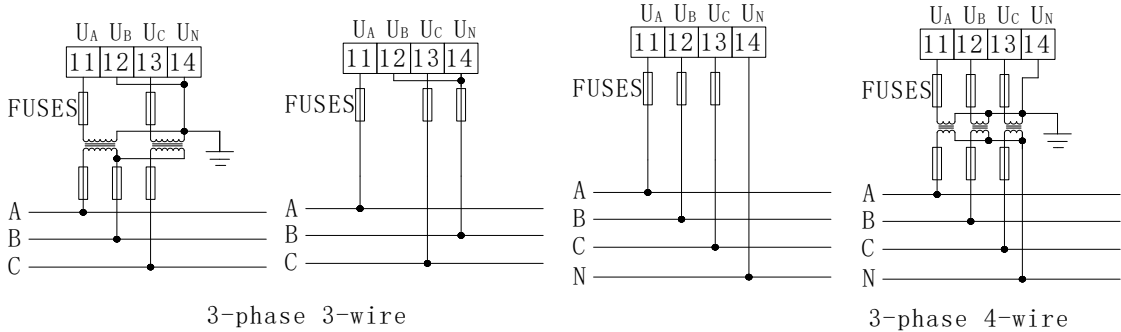 UA UB UC UN
11 12 13 14
FUSES
A
B
C
UA UB UC UN
11 12 13 14
FUSES
A
B
C
3-phase 3-wire
UA UB UC UN
11 12 13 14
FUSES
A
B
C
N
UA UB UC UN
11 12 13 14
FUSES
A
B
C
N
3-phase 4-wire